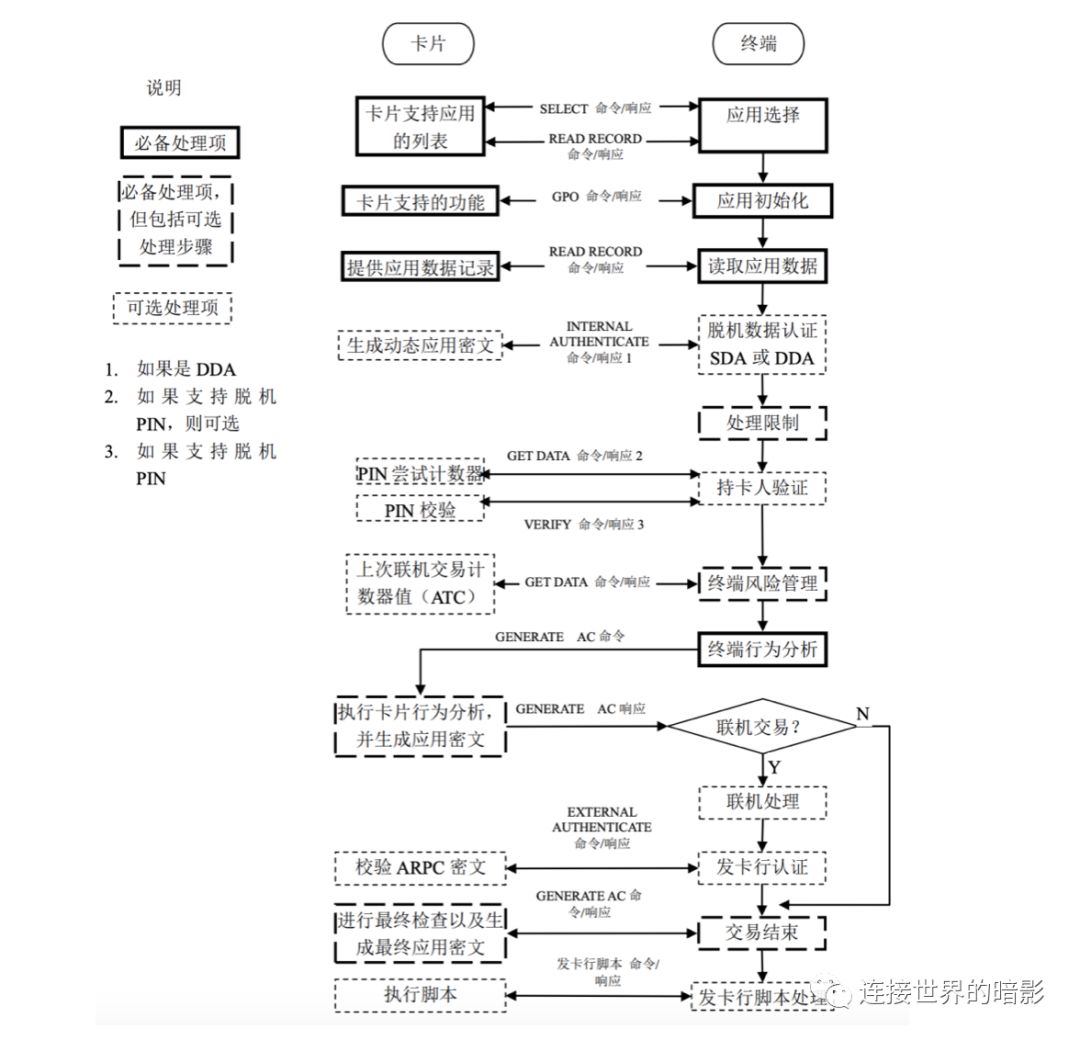 卡片
终端
说明
必备处理项
必备处理项,
但包括可选
处理步骤
可选处理项
1. 如果是 DDA
2. 如果支持脱机
PIN，则可选
3. 如果支持脱机
PIN
卡片支持应用
的列表
SELECT 命令/响应
READ RECORD
命令/响应
应用选择
卡片支持的功能
GPO 命令/响应
应用初始化
提供应用数据记录
READ RECORD
命令/响应
读取应用数据
生成动态应用密文
INTERNAL
AUTHENTICATE
命令/响应 1
脱机数据认证
SDA 或 DDA
处理限制
PIN 尝试计数器
GET DATA 命令/响应 2
持卡人验证
PIN 校验
VERIFY 命令/响应 3
上次联机交易计
数器值（ATC）
GET DATA 命令/响应
终端风险管理
GENERATE AC 命令
终端行为分析
执行卡片行为分析,
并生成应用密文
GENERATE AC 响应
联机交易？
N
Y
联机处理
EXTERNAL
AUTHENTICATE
命令/响应
校验 ARPC 密文
发卡行认证
GENERATE AC 命
令/响应
进行最终检查以及生
成最终应用密文
交易结束
发卡行脚本 命令/
响应
执行脚本
发卡行脚本处理
连接世界的暗影